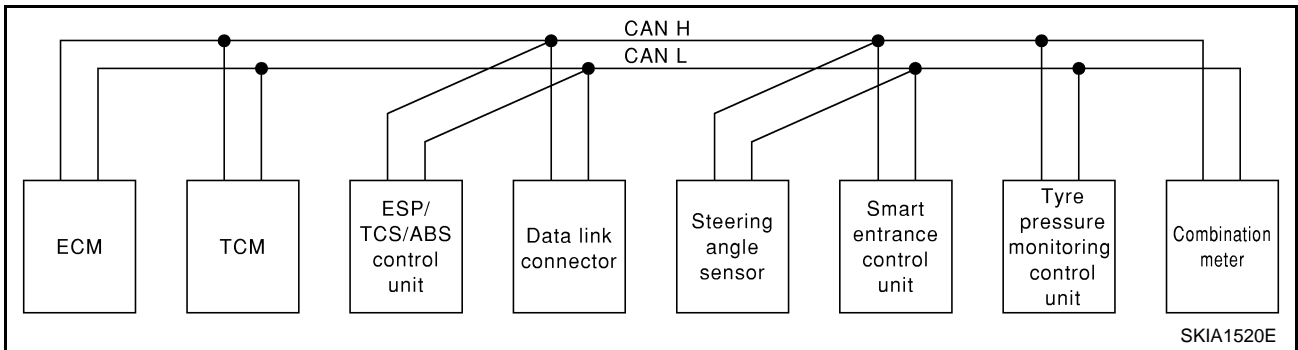 CAN H
CAN L
ECM
TCM
ESP/
TCS/ABS
control
unit
Data link
connector
Steering
angle
sensor
Smart
entrance
control
unit
Tyre
pressure
monitoring
control
unit
Combination
meter
SKIA1520E